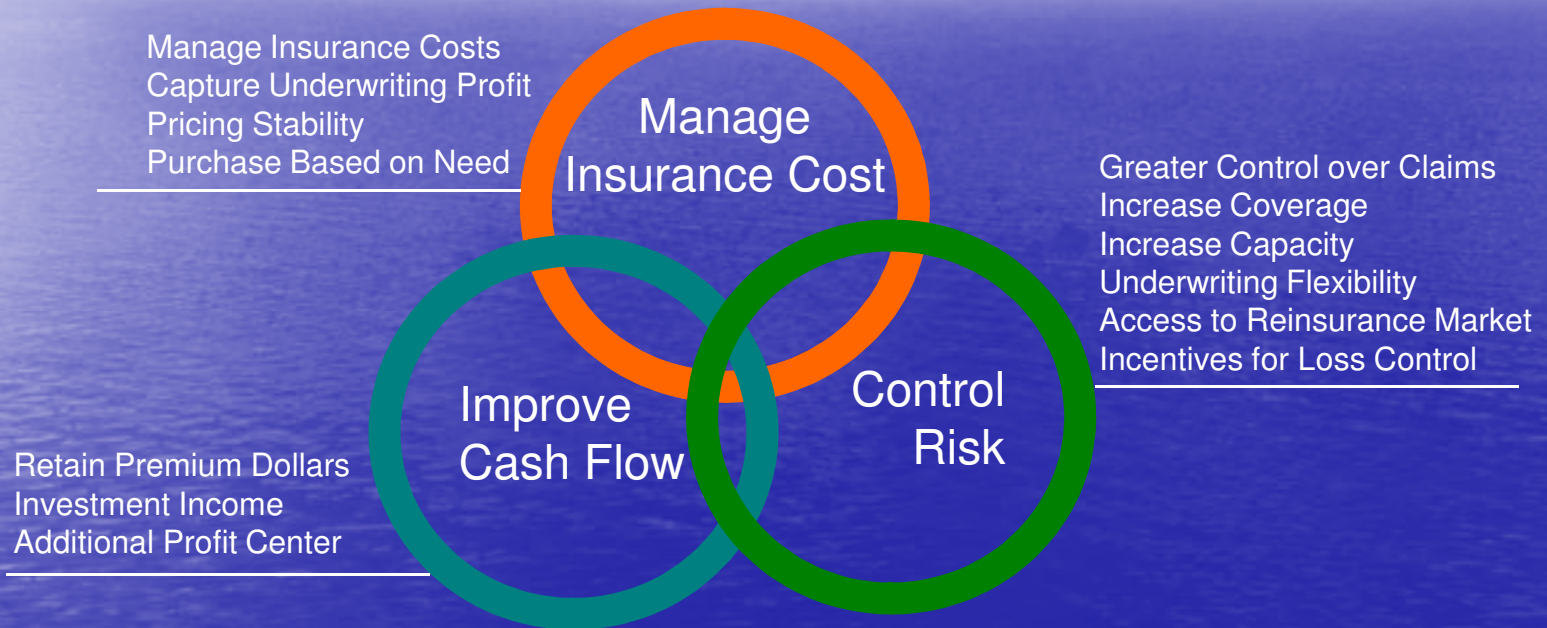 Manage Insurance Costs
Capture Underwriting Profit
Pricing Stability
Purchase Based on Need
Manage
Insurance Cost
Greater Control over Claims
Increase Coverage
Increase Capacity
Underwriting Flexibility
Access to Reinsurance Market
Incentives for Loss Control
Improve
Cash Flow
Control
Risk
Retain Premium Dollars
Investment Income
Additional Profit Center